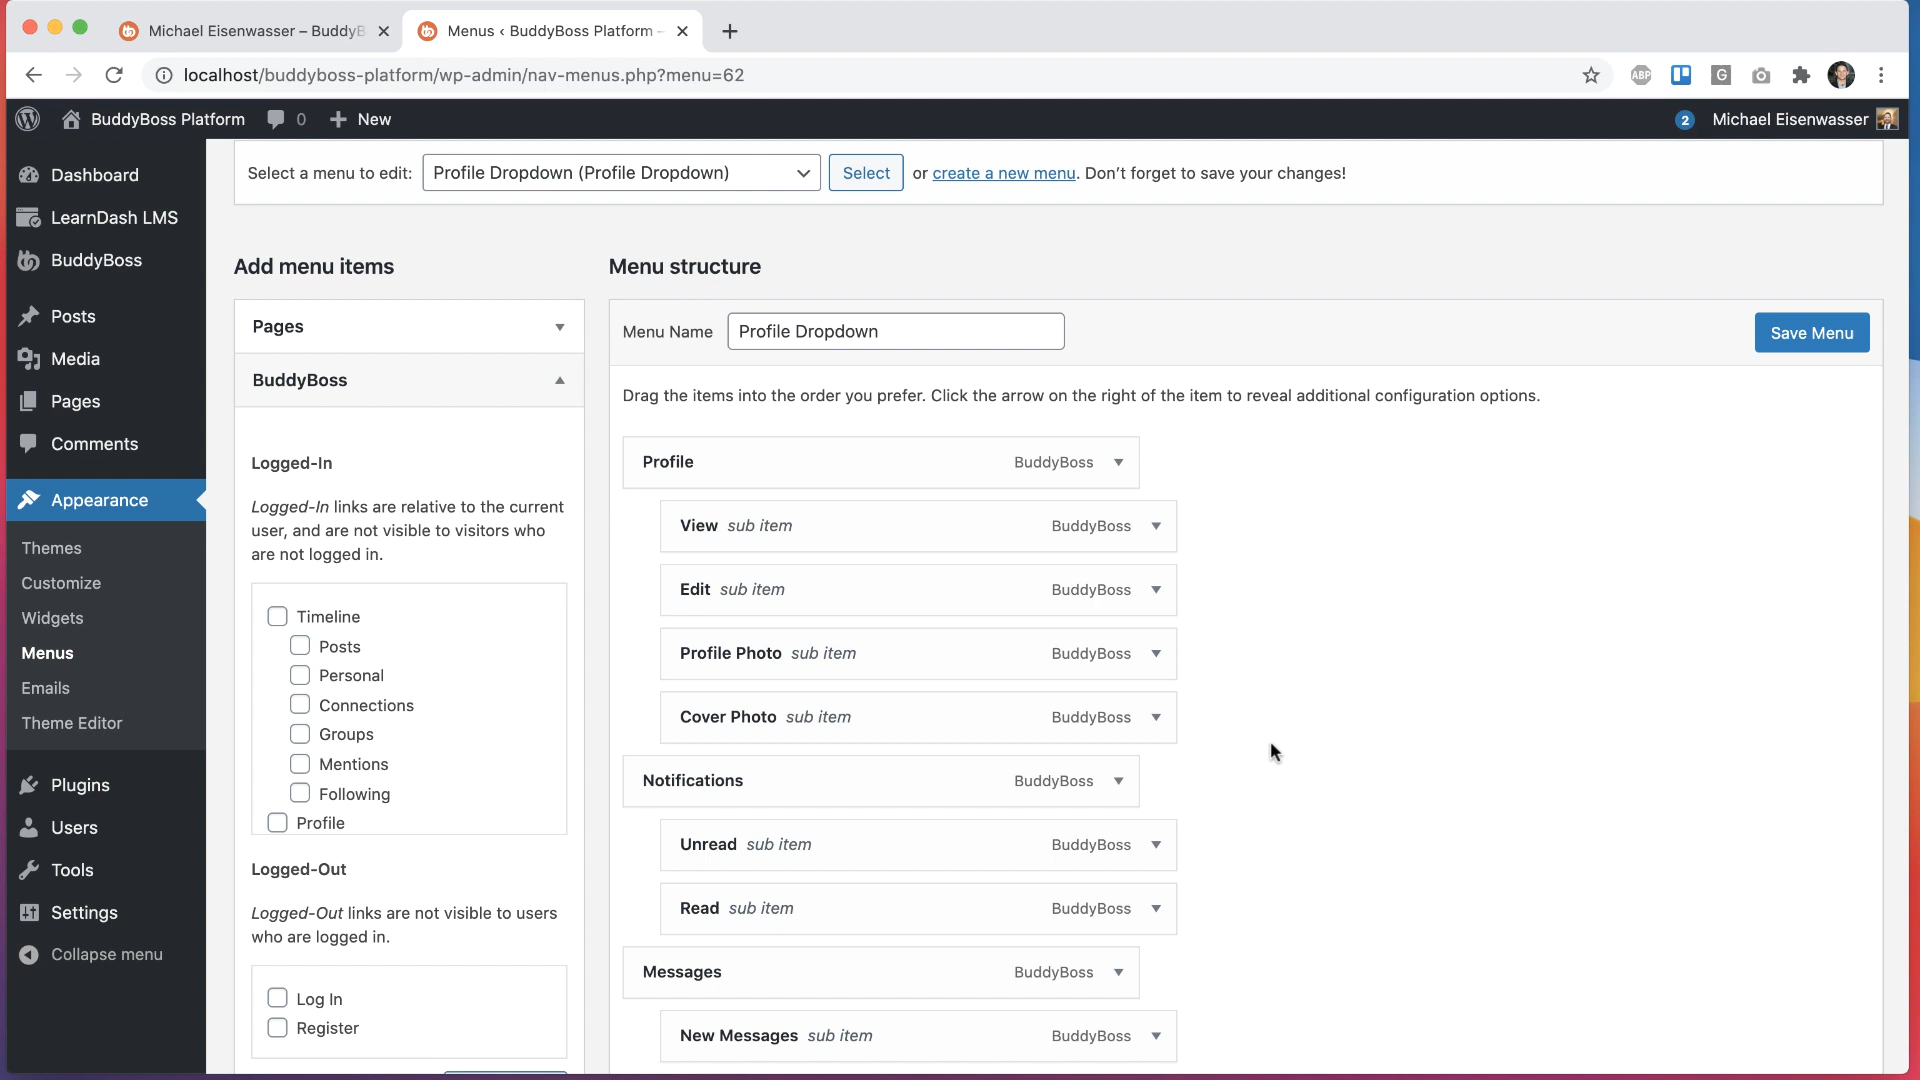 Michael Eisenwasser – BuddyB
Menus ‹ BuddyBoss Platform –
localhost/buddyboss-platform/wp-admin/nav-menus.php?menu=62
ABP
G
BuddyBoss Platform
0
New
2
Michael Eisenwasser
Dashboard
LearnDash LMS
BuddyBoss
Posts
Media
Pages
Comments
Appearance
Themes
Customize
Widgets
Menus
Emails
Theme Editor
Plugins
Users
Tools
Settings
Collapse menu
Select a menu to edit: Profile Dropdown (Profile Dropdown) Select or create a new menu. Don’t forget to save your changes!
Add menu items
Pages
BuddyBoss
Logged-In
Logged-In links are relative to the current
user, and are not visible to visitors who
are not logged in.
Timeline
Posts
Personal
Connections
Groups
Mentions
Following
Profile
Logged-Out
Logged-Out links are not visible to users
who are logged in.
Log In
Register
Menu structure
Menu Name Profile Dropdown
Save Menu
Drag the items into the order you prefer. Click the arrow on the right of the item to reveal additional configuration options.
Profile BuddyBoss
View sub item BuddyBoss
Edit sub item BuddyBoss
Profile Photo sub item BuddyBoss
Cover Photo sub item BuddyBoss
Notifications BuddyBoss
Unread sub item BuddyBoss
Read sub item BuddyBoss
Messages BuddyBoss
New Messages sub item BuddyBoss